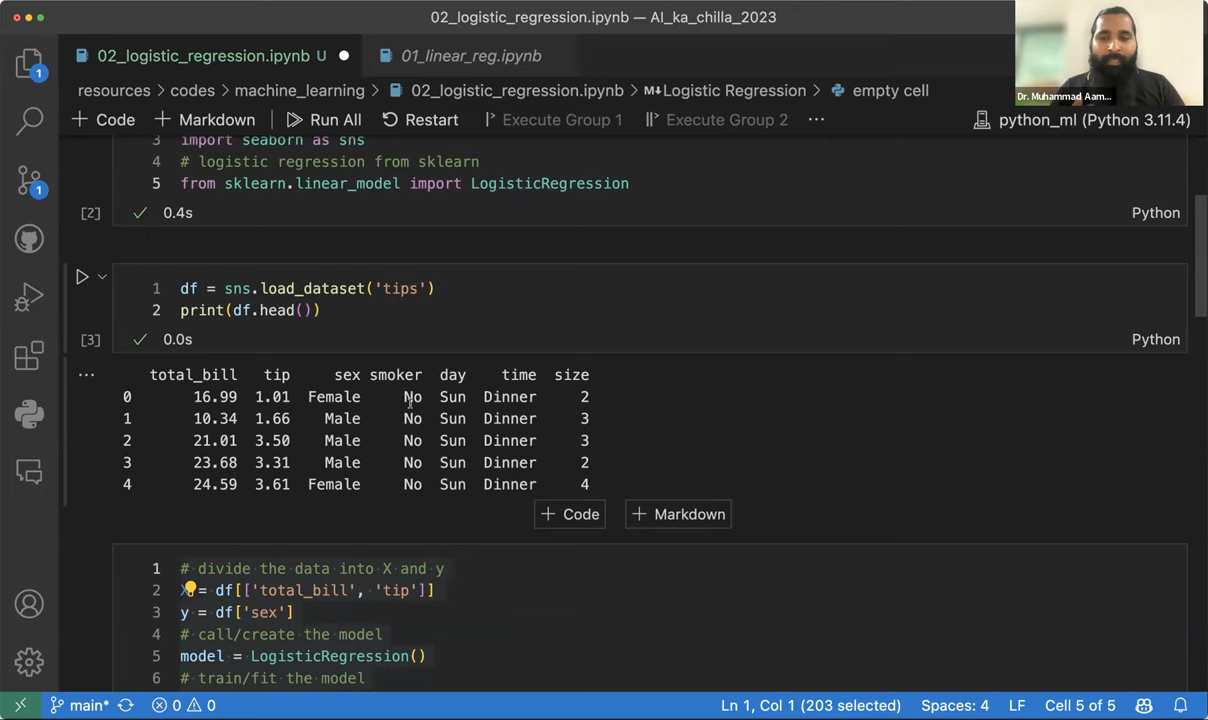 02_logistic_regression.ipynb — AI_ka_chilla_2023
02_logistic_regression.ipynb U
01_linear_reg.ipynb
resources > codes > machine_learning > 02_logistic_regression.ipynb > Logistic Regression > empty cell
Dr. Muhammad Aam...
+ Code + Markdown Run All Restart Execute Group 1 Execute Group 2 ... python_ml (Python 3.11.4)
3 import seaborn as sns
4 # logistic regression from sklearn
5 from sklearn.linear_model import LogisticRegression
[2] ✓ 0.4s Python
1 df = sns.load_dataset('tips')
2 print(df.head())
[3] ✓ 0.0s Python
... total_bill tip sex smoker day time size
0 16.99 1.01 Female No Sun Dinner 2
1 10.34 1.66 Male No Sun Dinner 3
2 21.01 3.50 Male No Sun Dinner 3
3 23.68 3.31 Male No Sun Dinner 2
4 24.59 3.61 Female No Sun Dinner 4
+ Code + Markdown
1 # divide the data into X and y
2 X = df[['total_bill', 'tip']]
3 y = df['sex']
4 # call/create the model
5 model = LogisticRegression()
6 # train/fit the model
1
1
main* 0 0 Ln 1, Col 1 (203 selected) Spaces: 4 LF Cell 5 of 5